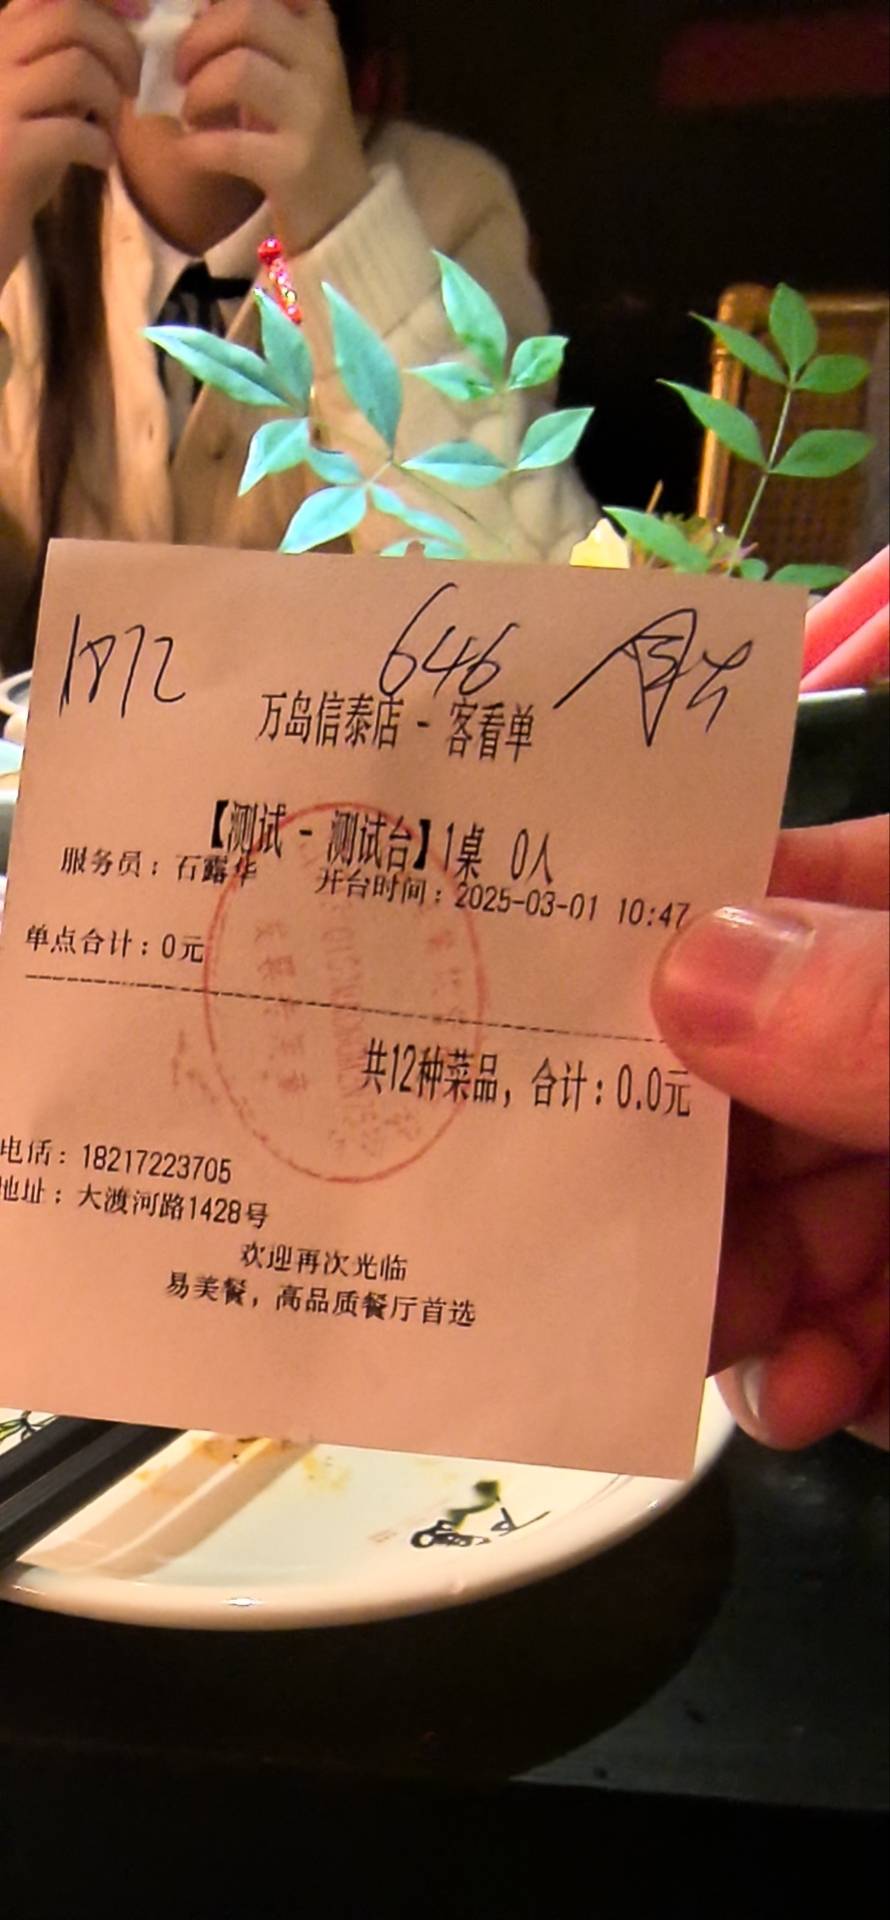 1872 646
万岛信泰店 - 客看单
【测试 - 测试台】1桌 0人
服务员：石露华 开台时间：2025-03-01 10:47
单点合计：0元
共12种菜品，合计：0.0元
电话：18217223705
地址：大渡河路1428号
欢迎再次光临
易美餐，高品质餐厅首选